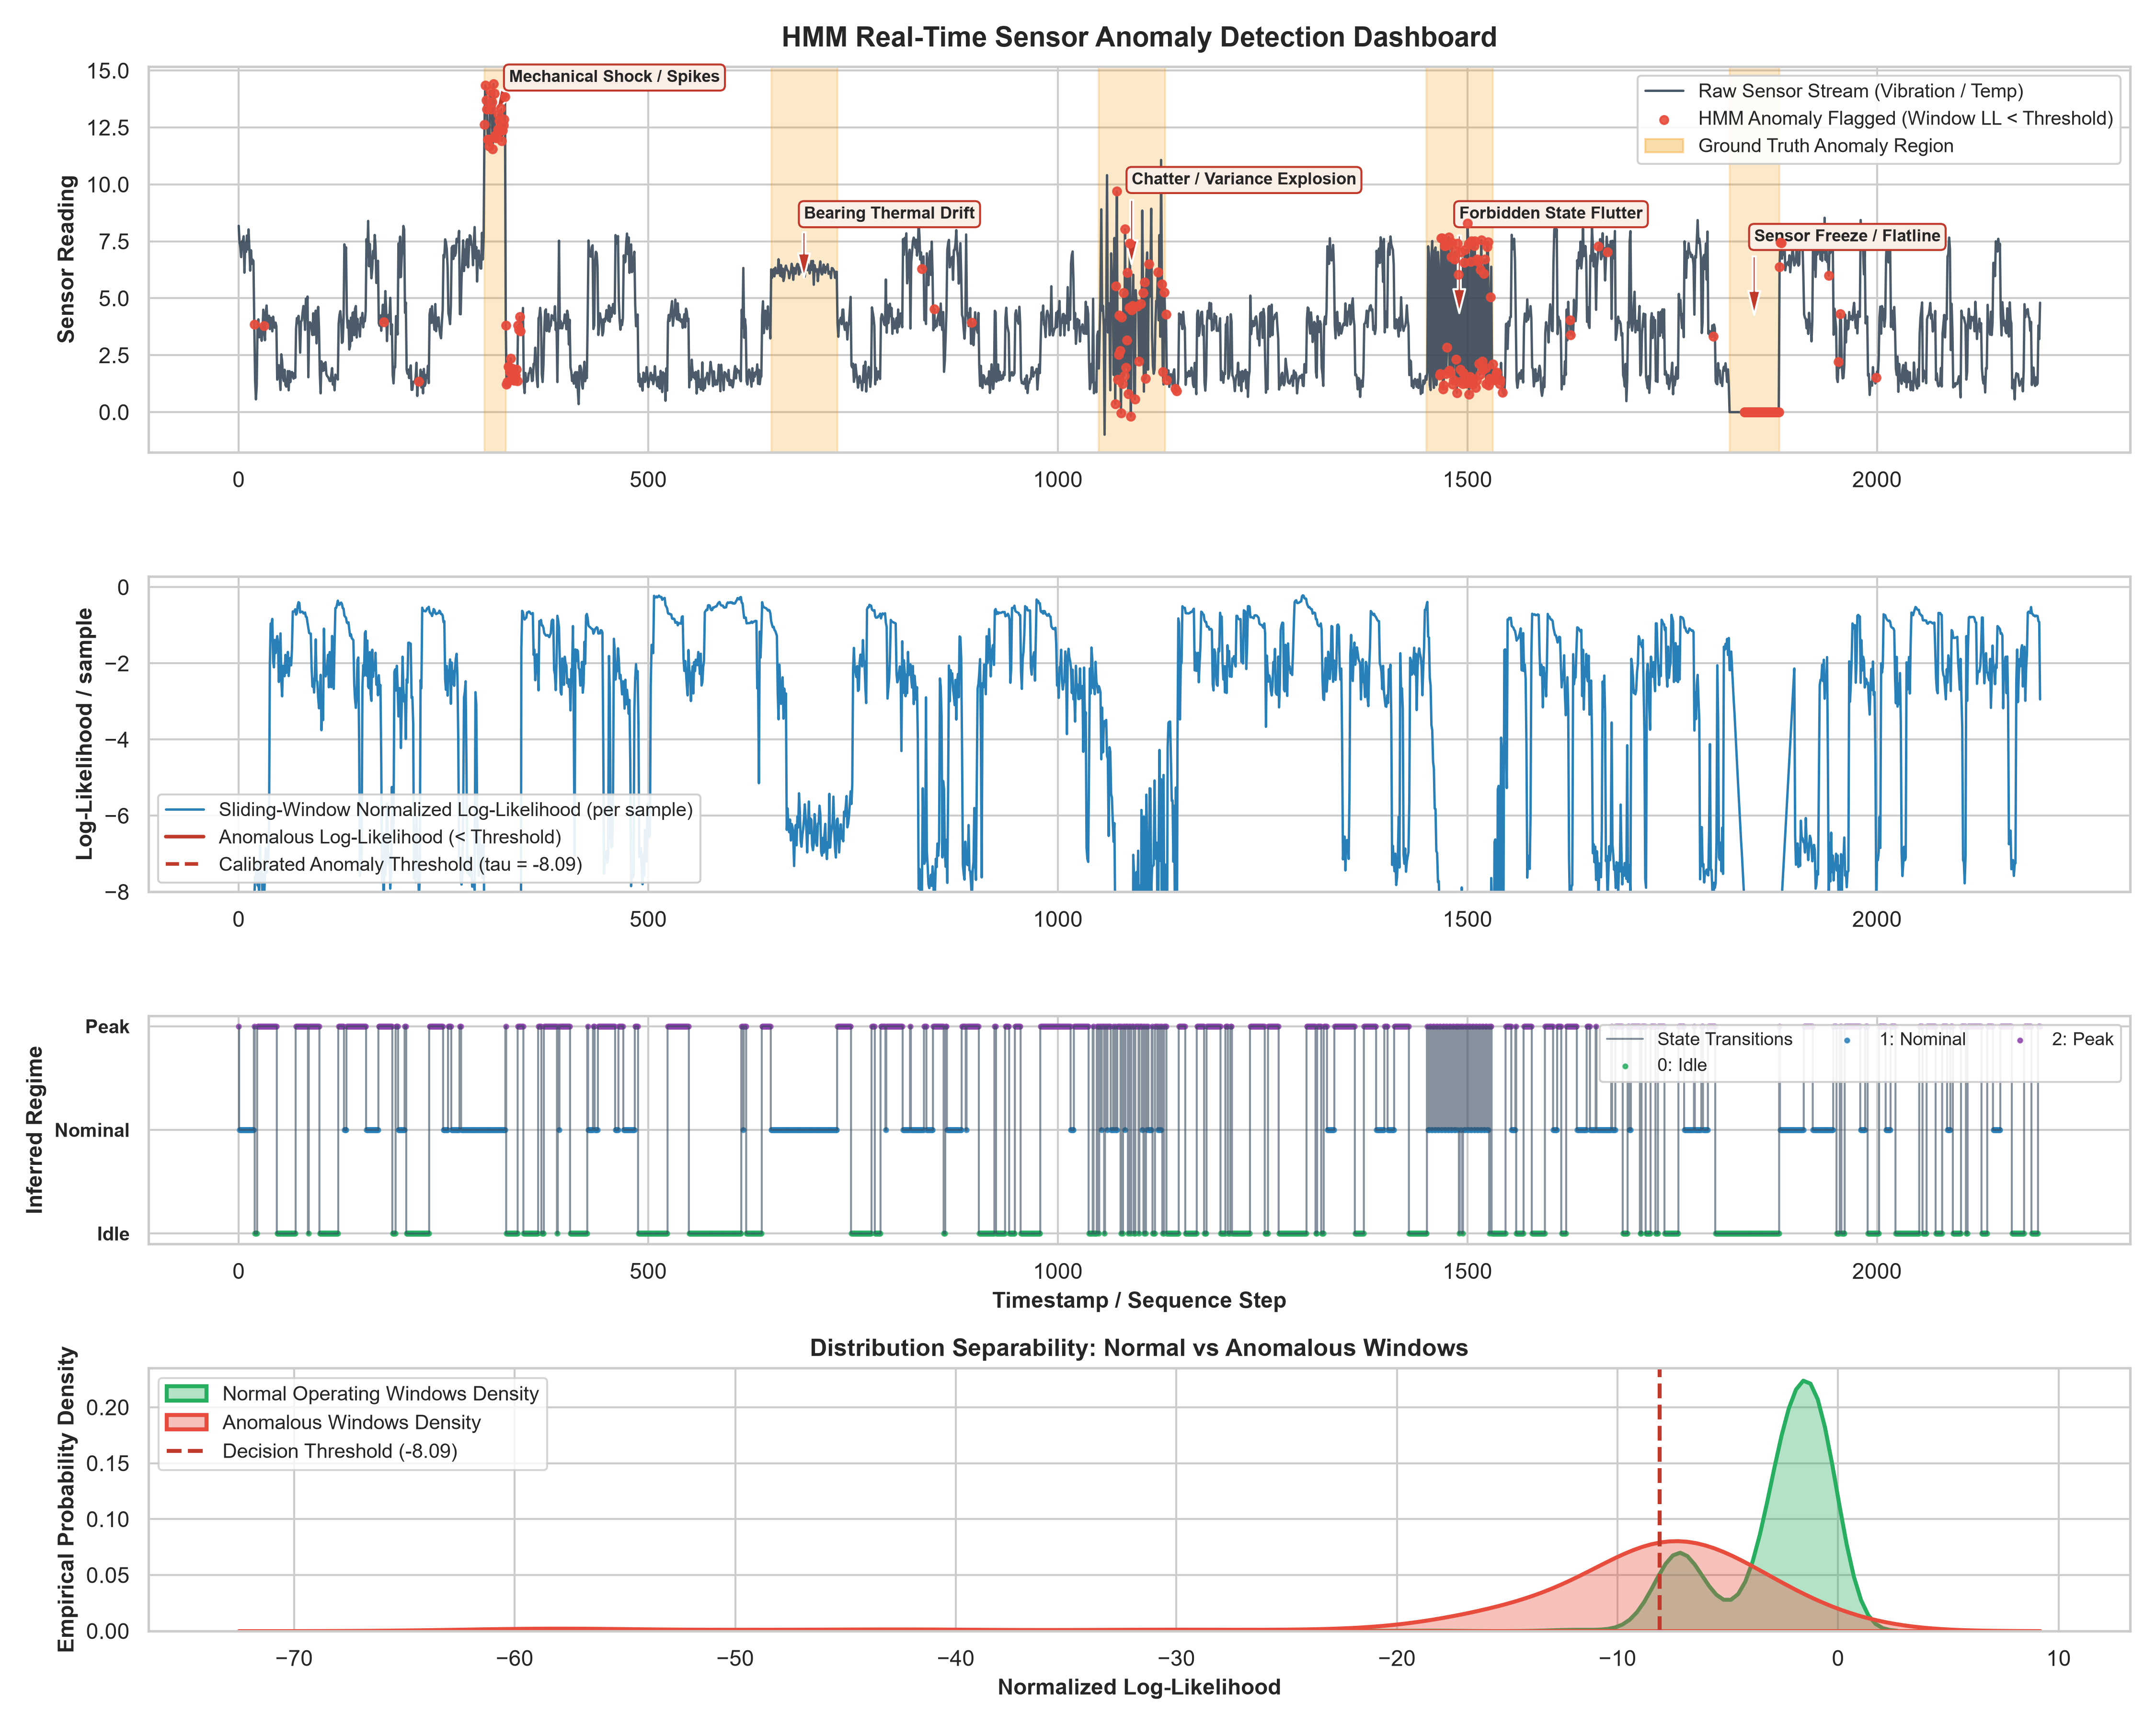 HMM Real-Time Sensor Anomaly Detection Dashboard
Sensor Reading
15.0
12.5
10.0
7.5
5.0
2.5
0.0
Mechanical Shock / Spikes
Bearing Thermal Drift
Chatter / Variance Explosion
Forbidden State Flutter
Sensor Freeze / Flatline
Raw Sensor Stream (Vibration / Temp)
HMM Anomaly Flagged (Window LL < Threshold)
Ground Truth Anomaly Region
0 500 1000 1500 2000
Log-Likelihood / sample
0
−2
−4
−6
−8
Sliding-Window Normalized Log-Likelihood (per sample)
Anomalous Log-Likelihood (< Threshold)
Calibrated Anomaly Threshold (tau = -8.09)
0 500 1000 1500 2000
Inferred Regime
Peak
Nominal
Idle
State Transitions
0: Idle
1: Nominal
2: Peak
0 500 1000 1500 2000
Timestamp / Sequence Step
Distribution Separability: Normal vs Anomalous Windows
Empirical Probability Density
0.20
0.15
0.10
0.05
0.00
Normal Operating Windows Density
Anomalous Windows Density
Decision Threshold (-8.09)
−70 −60 −50 −40 −30 −20 −10 0 10
Normalized Log-Likelihood